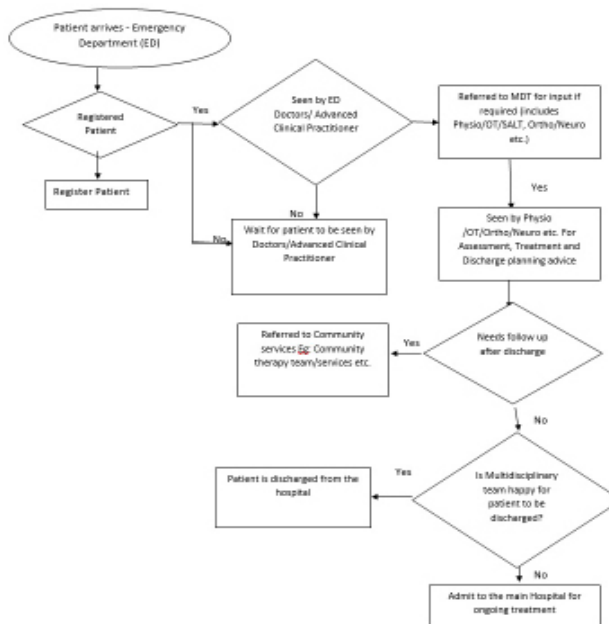 Patient arrives - Emergency
Department (ED)
Registered
Patient
Yes
Register Patient
Seen by ED
Doctors/ Advanced
Clinical Practitioner
Referred to MDT for input if
required (includes
Physio/OT/SALT, Ortho/Neuro
etc.)
Yes
No
No
Wait for patient to be seen by
Doctors/Advanced Clinical
Practitioner
Seen by Physio
/OT/Ortho/Neuro etc. For
Assessment, Treatment and
Discharge planning advice
Needs follow up
after discharge
Yes
Referred to Community
services Eg: Community
therapy team/services etc.
No
Is Multidisciplinary
team happy for
patient to be
discharged?
Yes
Patient is discharged from the
hospital
No
Admit to the main Hospital for
ongoing treatment